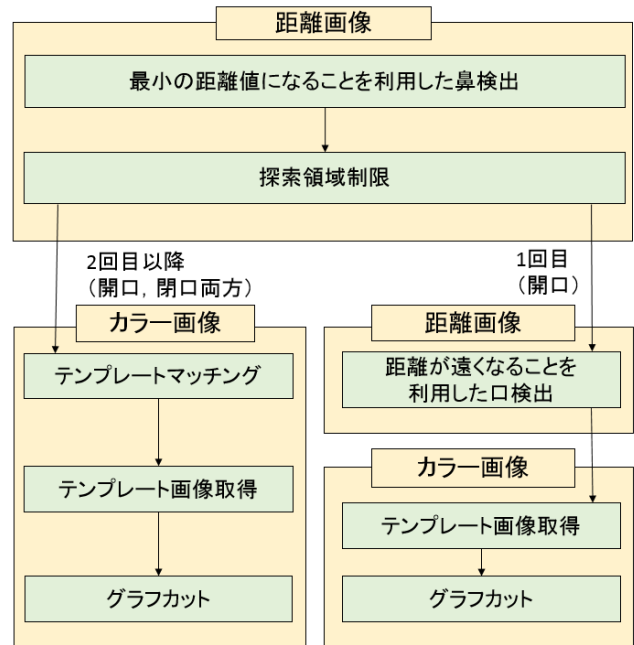 距離画像
最小の距離値になることを利用した鼻検出
探索領域制限
2回目以降
（開口，閉口両方）
カラー画像
テンプレートマッチング
テンプレート画像取得
グラフカット
1回目
（開口）
距離画像
距離が遠くなることを
利用した口検出
カラー画像
テンプレート画像取得
グラフカット